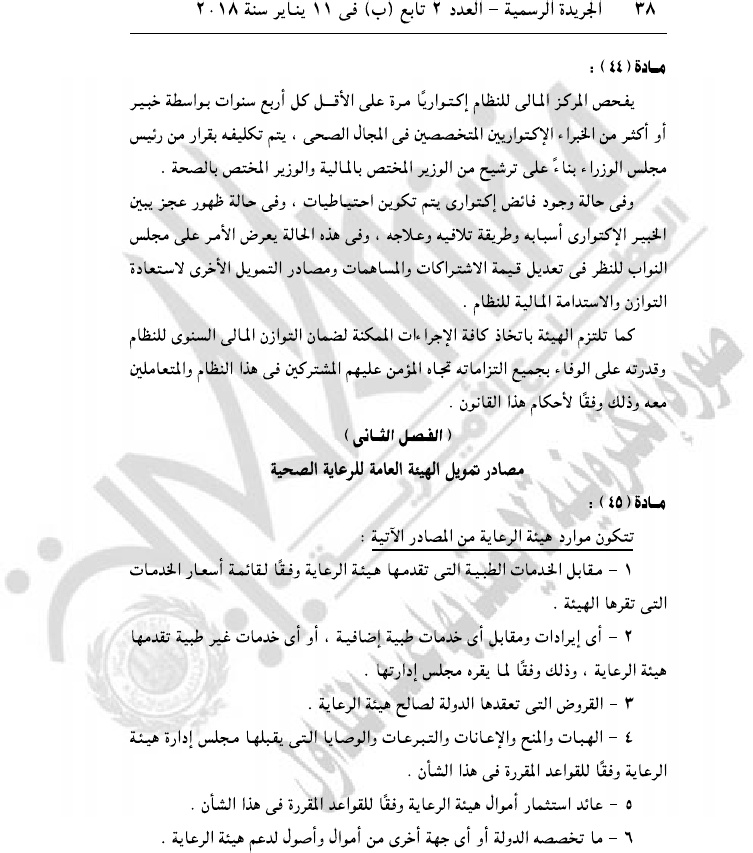 ٣٨ الجريدة الرسمية – العدد ٢ تابع (ب) فى ١١ يناير سنة ٢٠١٨
مادة (٤٤) :
يفحص المركز المالى للنظام إكتواريًا مرة على الأقل كل أربع سنوات بواسطة خبير
أو أكثر من الخبراء الإكتواريين المتخصصين فى المجال الصحى ، يتم تكليفه بقرار من رئيس
مجلس الوزراء بناءً على ترشيح من الوزير المختص بالمالية والوزير المختص بالصحة .
وفى حالة وجود فائض إكتوارى يتم تكوين احتياطيات ، وفى حالة ظهور عجز يبين
الخبير الإكتوارى أسبابه وطريقة تلافيه وعلاجه ، وفى هذه الحالة يعرض الأمر على مجلس
النواب للنظر فى تعديل قيمة الاشتراكات والمساهمات ومصادر التمويل الأخرى لاستعادة
التوازن والاستدامة المالية للنظام .
كما تلتزم الهيئة باتخاذ كافة الإجراءات الممكنة لضمان التوازن المالى السنوى للنظام
وقدرته على الوفاء بجميع التزاماته تجاه المؤمن عليهم المشتركين فى هذا النظام والمتعاملين
معه وذلك وفقًا لأحكام هذا القانون .
(الفصل الثانى)
مصادر تمويل الهيئة العامة للرعاية الصحية
مادة (٤٥) :
تتكون موارد هيئة الرعاية من المصادر الآتية :
١ – مقابل الخدمات الطبية التى تقدمها هيئة الرعاية وفقًا لقائمة أسعار الخدمات
التى تقرها الهيئة .
٢ – أى إيرادات ومقابل أى خدمات طبية إضافية ، أو أى خدمات غير طبية تقدمها
هيئة الرعاية ، وذلك وفقًا لما يقره مجلس إدارتها .
٣ – القروض التى تعقدها الدولة لصالح هيئة الرعاية .
٤ – الهبات والمنح والإعانات والتبرعات والوصايا التى يقبلها مجلس إدارة هيئة
الرعاية وفقًا للقواعد المقررة فى هذا الشأن .
٥ – عائد استثمار أموال هيئة الرعاية وفقًا للقواعد المقررة فى هذا الشأن .
٦ – ما تخصصه الدولة أو أى جهة أخرى من أموال وأصول لدعم هيئة الرعاية .